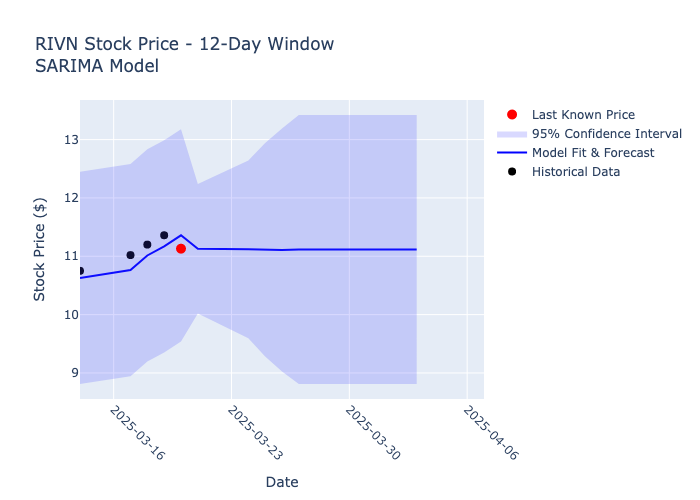 RIVN Stock Price - 12-Day Window
SARIMA Model
Last Known Price
95% Confidence Interval
Model Fit & Forecast
Historical Data
Stock Price ($)
13
12
11
10
9
2025-03-16
2025-03-23
2025-03-30
2025-04-06
Date